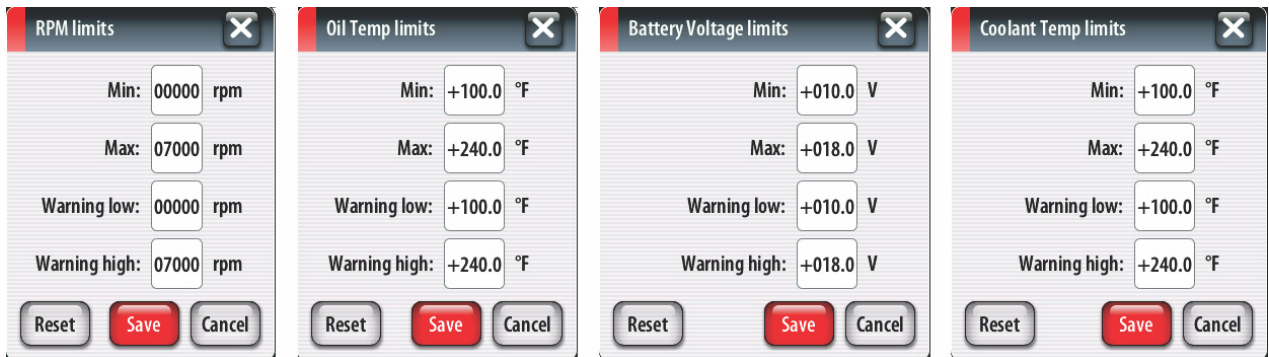 RPM limits
Min: 00000 rpm
Max: 07000 rpm
Warning low: 00000 rpm
Warning high: 07000 rpm
Reset Save Cancel
Oil Temp limits
Min: +100.0 °F
Max: +240.0 °F
Warning low: +100.0 °F
Warning high: +240.0 °F
Reset Save Cancel
Battery Voltage limits
Min: +010.0 V
Max: +018.0 V
Warning low: +010.0 V
Warning high: +018.0 V
Reset Save Cancel
Coolant Temp limits
Min: +100.0 °F
Max: +240.0 °F
Warning low: +100.0 °F
Warning high: +240.0 °F
Reset Save Cancel